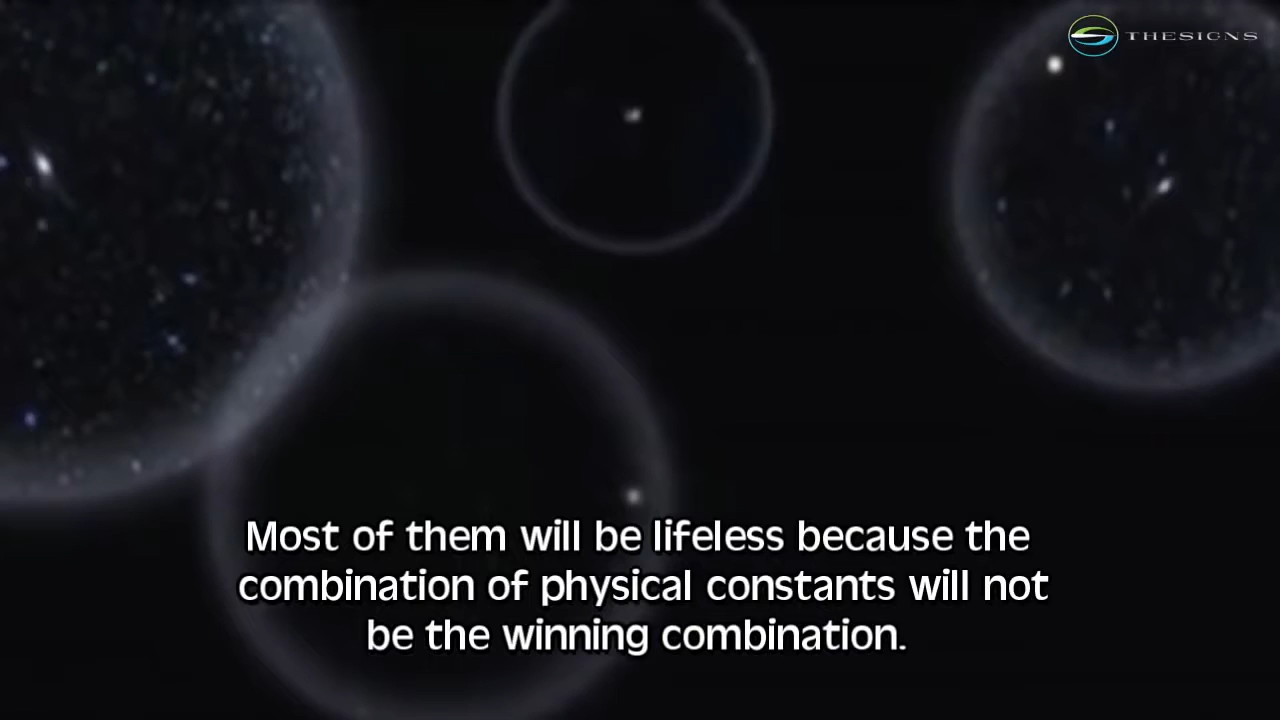 THESIGNS
Most of them will be lifeless because the
combination of physical constants will not
be the winning combination.